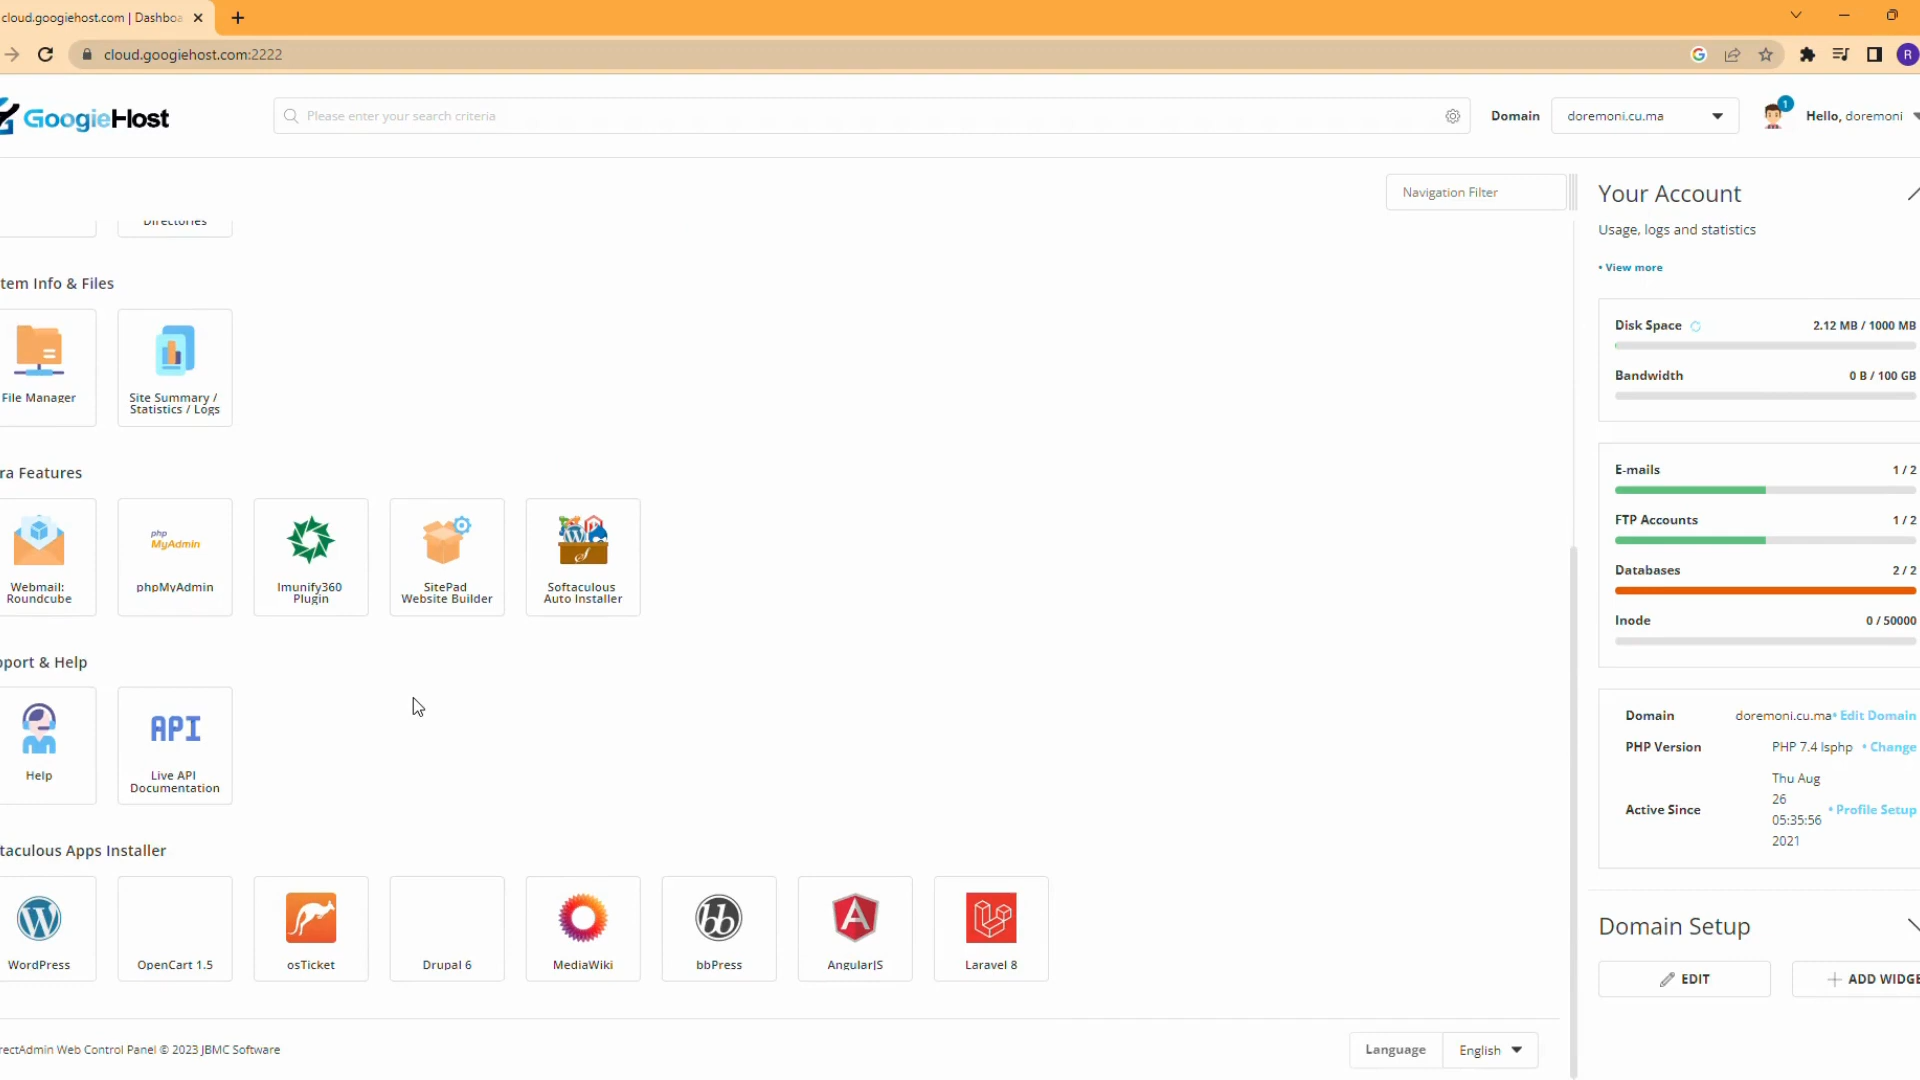 cloud.googiehost.com | Dashboa
cloud.googiehost.com:2222
R
GoogieHost
Please enter your search criteria
Domain
doremoni.cu.ma
1
Hello, doremoni
Navigation Filter
Directories
tem Info & Files
File Manager
Site Summary /
Statistics / Logs
ra Features
Webmail:
Roundcube
php
MyAdmin
phpMyAdmin
Imunify360
Plugin
SitePad
Website Builder
Softaculous
Auto Installer
pport & Help
Help
API
Live API
Documentation
taculous Apps Installer
WordPress
OpenCart 1.5
osTicket
Drupal 6
MediaWiki
bb
bbPress
AngularJS
Laravel 8
rectAdmin Web Control Panel © 2023 JBMC Software
Language
English
Your Account
Usage, logs and statistics
• View more
Disk Space 2.12 MB / 1000 MB
Bandwidth 0 B / 100 GB
E-mails 1 / 2
FTP Accounts 1 / 2
Databases 2 / 2
Inode 0 / 50000
Domain doremoni.cu.ma • Edit Domain
PHP Version PHP 7.4 lsphp • Change
Active Since Thu Aug
26
05:35:56
2021
• Profile Setup
Domain Setup
EDIT
ADD WIDGE